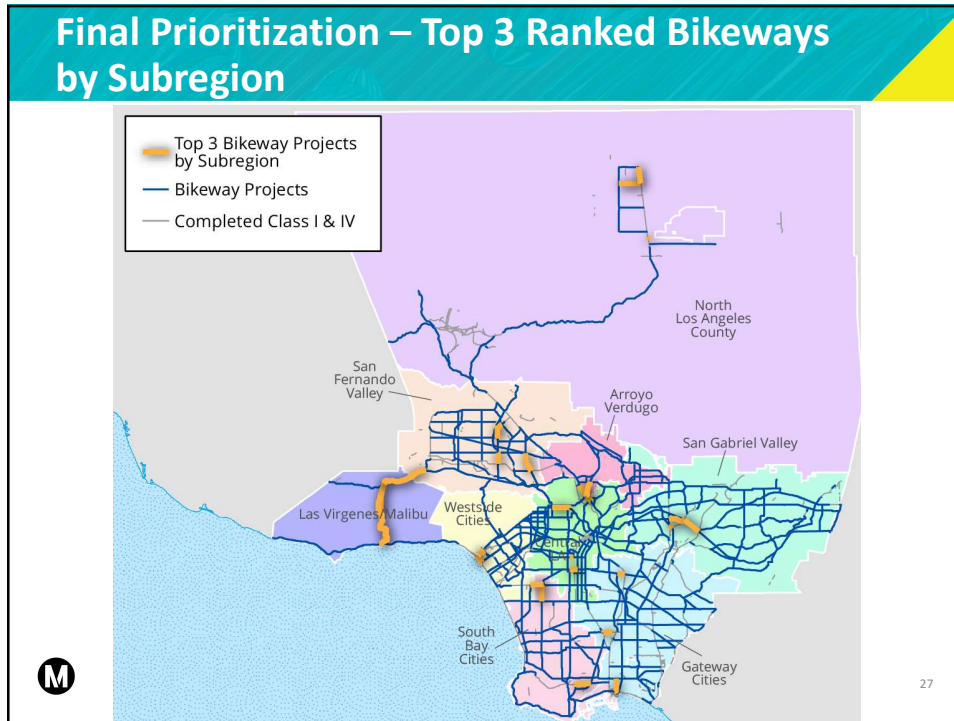 Final Prioritization – Top 3 Ranked Bikeways
by Subregion
Top 3 Bikeway Projects
by Subregion
Bikeway Projects
Completed Class I & IV
North
Los Angeles
County
San
Fernando
Valley
Arroyo
Verdugo
San Gabriel Valley
Las Virgenes/Malibu
Westside
Cities
Central
LA
South
Bay
Cities
Gateway
Cities
M
27